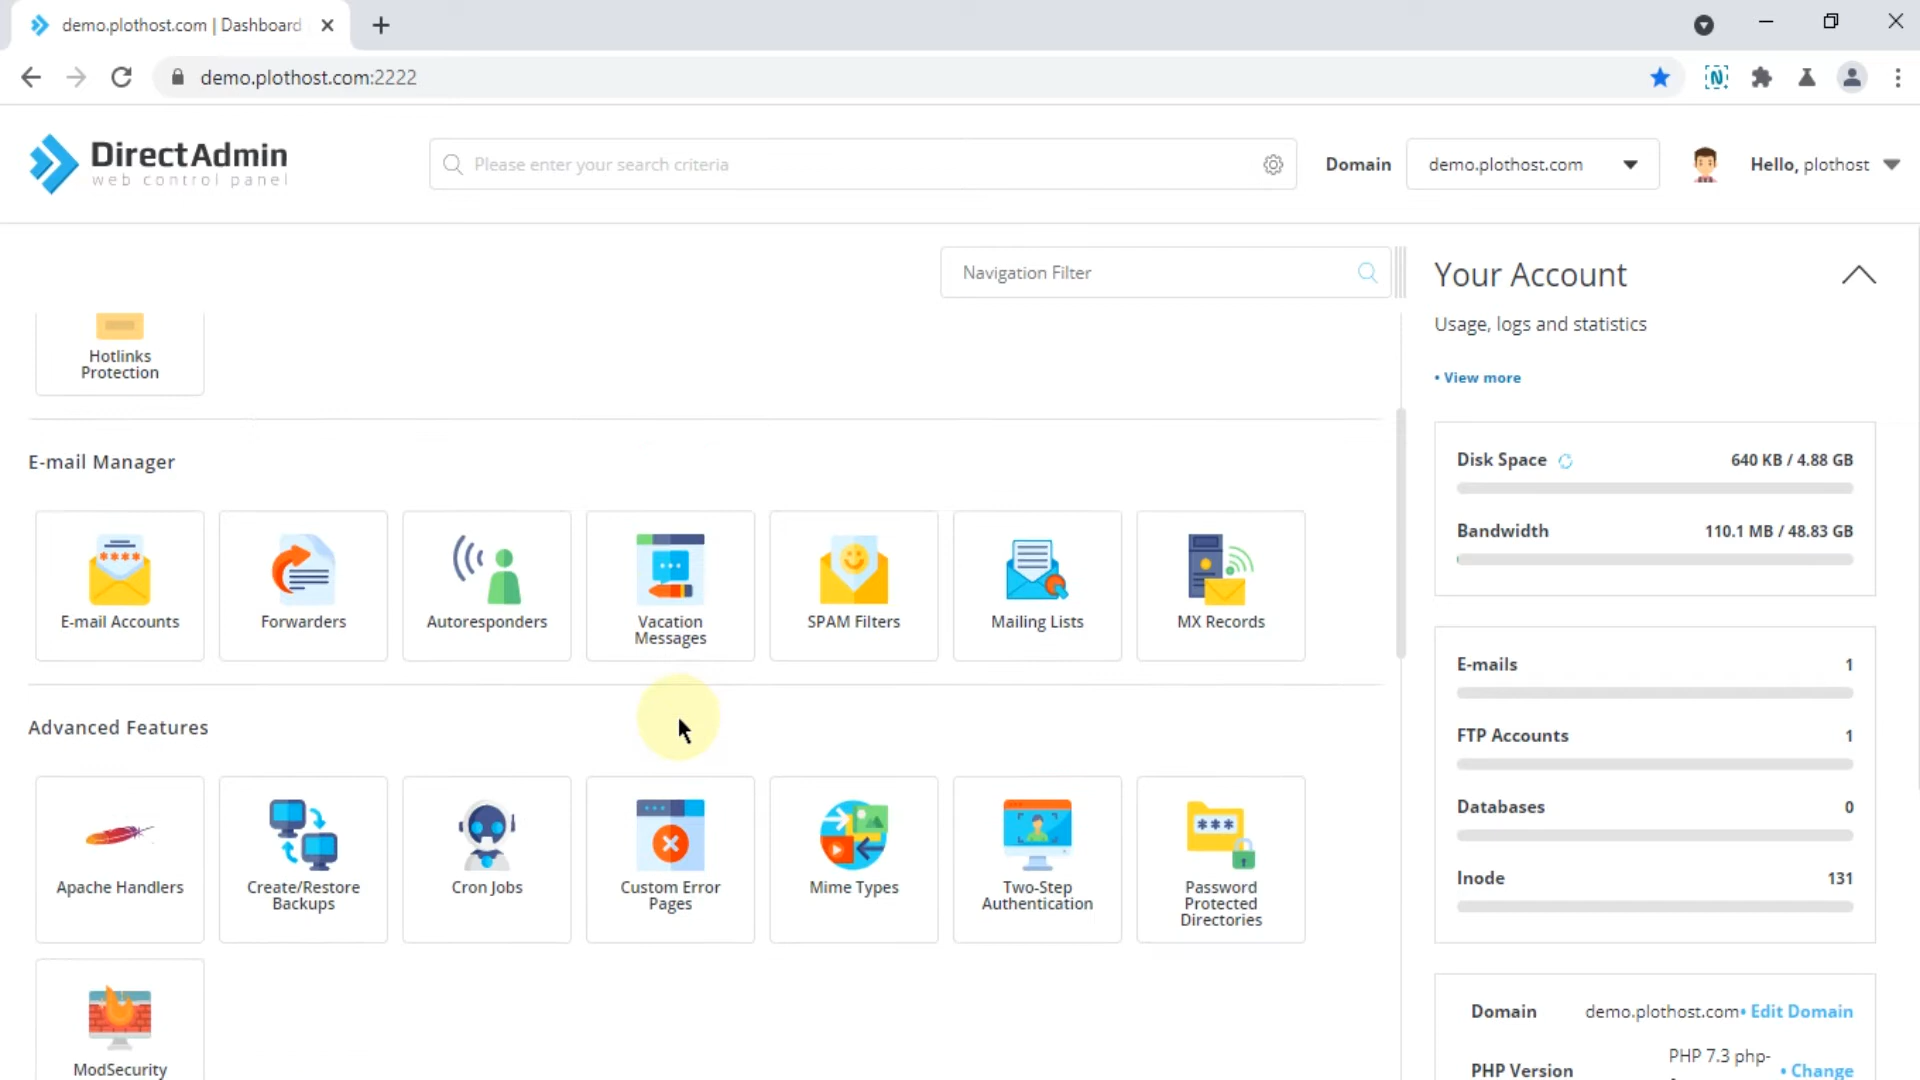 demo.plothost.com | Dashboard
demo.plothost.com:2222
DirectAdmin
web control panel
Please enter your search criteria
Domain
demo.plothost.com
Hello, plothost
Navigation Filter
Hotlinks
Protection
E-mail Manager
E-mail Accounts
Forwarders
Autoresponders
Vacation
Messages
SPAM Filters
Mailing Lists
MX Records
Advanced Features
Apache Handlers
Create/Restore
Backups
Cron Jobs
Custom Error
Pages
Mime Types
Two-Step
Authentication
Password
Protected
Directories
ModSecurity
Your Account
Usage, logs and statistics
• View more
Disk Space 640 KB / 4.88 GB
Bandwidth 110.1 MB / 48.83 GB
E-mails 1
FTP Accounts 1
Databases 0
Inode 131
Domain demo.plothost.com • Edit Domain
PHP Version PHP 7.3 php- • Change